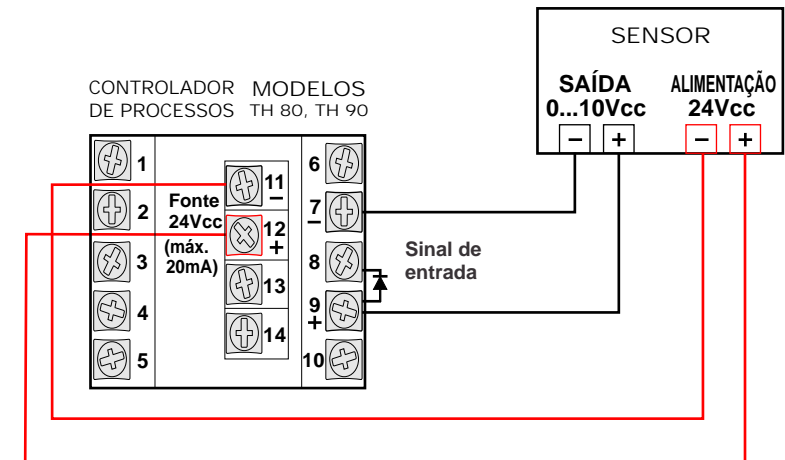 SENSOR
SAÍDA
0...10Vcc
ALIMENTAÇÃO
24Vcc
− +
− +
CONTROLADOR
DE PROCESSOS
MODELOS
TH 80, TH 90
1
2
3
4
5
Fonte
24Vcc
(máx.
20mA)
11
−
12
+
13
14
6
7
−
8
9
+
10
Sinal de
entrada